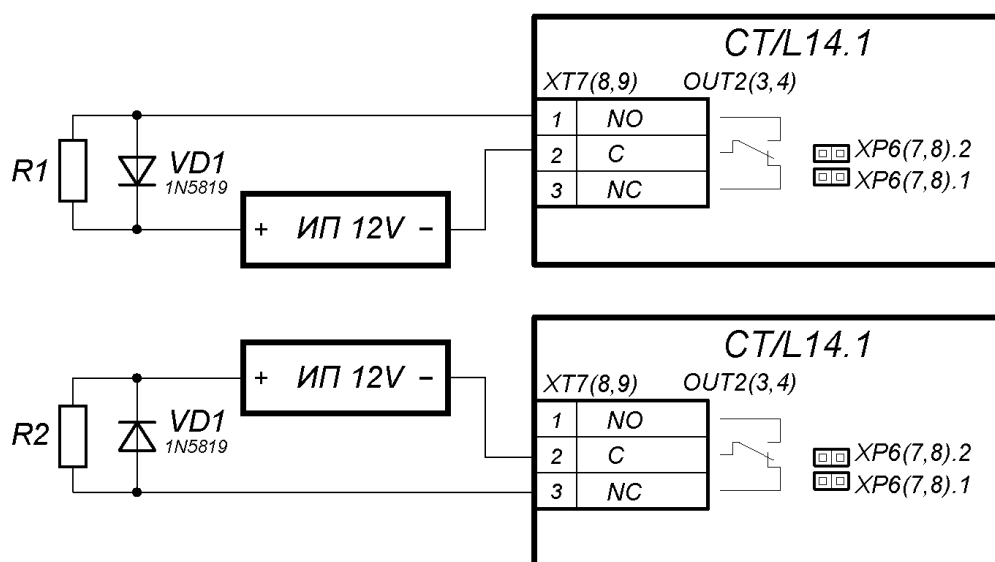 CT/L14.1
XT7(8,9) OUT2(3,4)
1 NO
2 C
3 NC
XP6(7,8).2
XP6(7,8).1
R1
VD1
1N5819
+ ИП 12V −
CT/L14.1
XT7(8,9) OUT2(3,4)
1 NO
2 C
3 NC
XP6(7,8).2
XP6(7,8).1
+ ИП 12V −
R2
VD1
1N5819